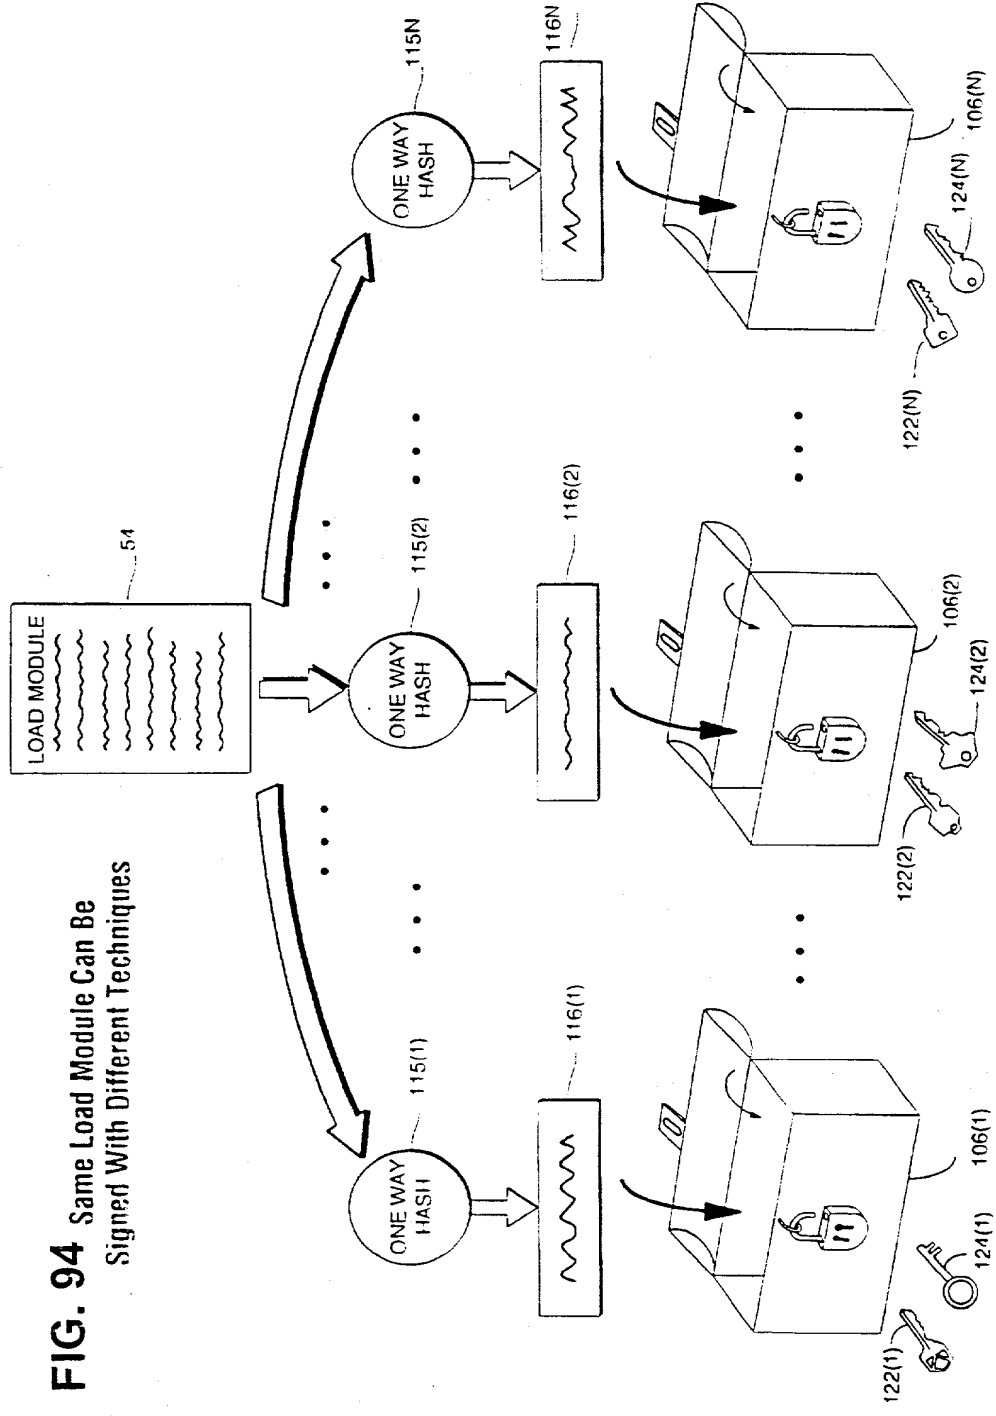 FIG. 94 Same Load Module Can Be
Signed With Different Techniques
LOAD MODULE
54
ONE WAY
HASH
115(1)
ONE WAY
HASH
115(2)
ONE WAY
HASH
115N
116(1)
116(2)
116N
106(1)
122(1)
124(1)
106(2)
122(2)
124(2)
106(N)
122(N)
124(N)